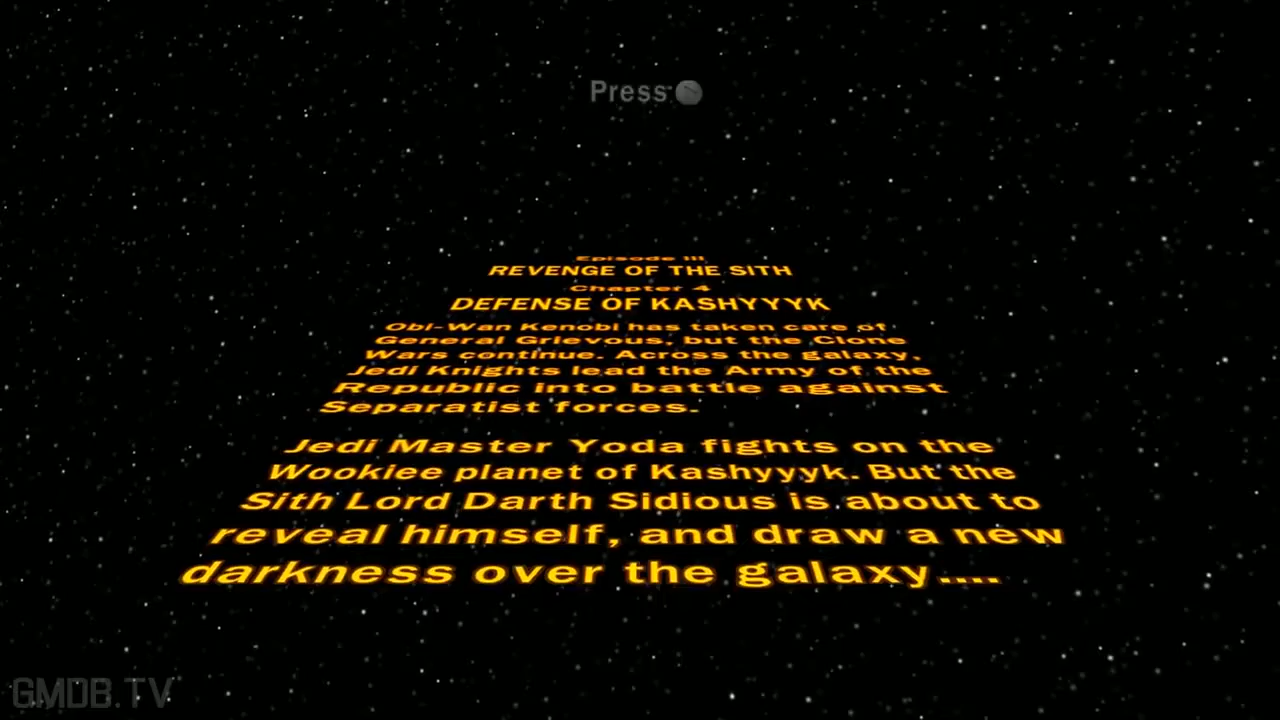 Press
Episode III
REVENGE OF THE SITH
Chapter 4
DEFENSE OF KASHYYYK
Obi-Wan Kenobi has taken care of
General Grievous, but the Clone
Wars continue. Across the galaxy,
Jedi Knights lead the Army of the
Republic into battle against
Separatist forces.
Jedi Master Yoda fights on the
Wookiee planet of Kashyyyk. But the
Sith Lord Darth Sidious is about to
reveal himself, and draw a new
darkness over the galaxy....
GMDB.TV